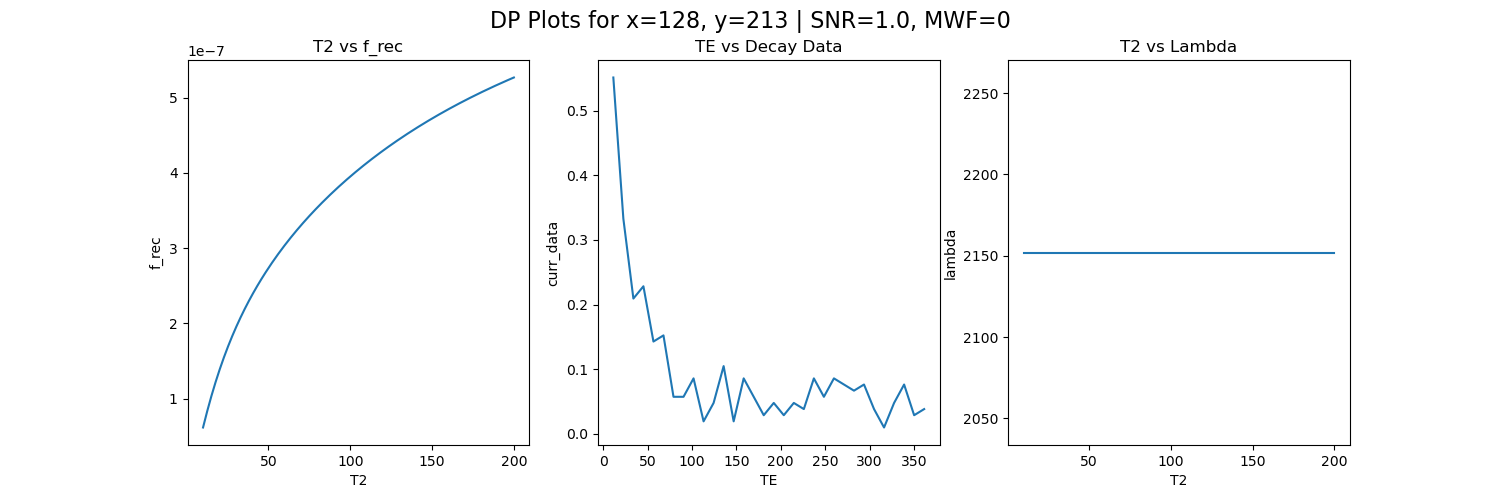 DP Plots for x=128, y=213 | SNR=1.0, MWF=0
T2 vs f_rec
1e−7
5
4
3
2
1
f_rec
50
100
150
200
T2
TE vs Decay Data
0.5
0.4
0.3
0.2
0.1
0.0
curr_data
0
50
100
150
200
250
300
350
TE
T2 vs Lambda
2250
2200
2150
2100
2050
lambda
50
100
150
200
T2